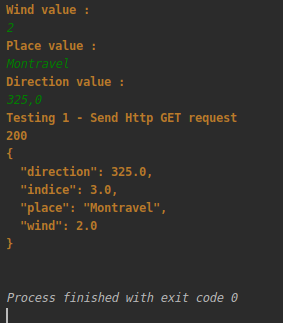 Wind value :
2
Place value :
Montravel
Direction value :
325,0
Testing 1 - Send Http GET request
200
{
  "direction": 325.0,
  "indice": 3.0,
  "place": "Montravel",
  "wind": 2.0
}
Process finished with exit code 0